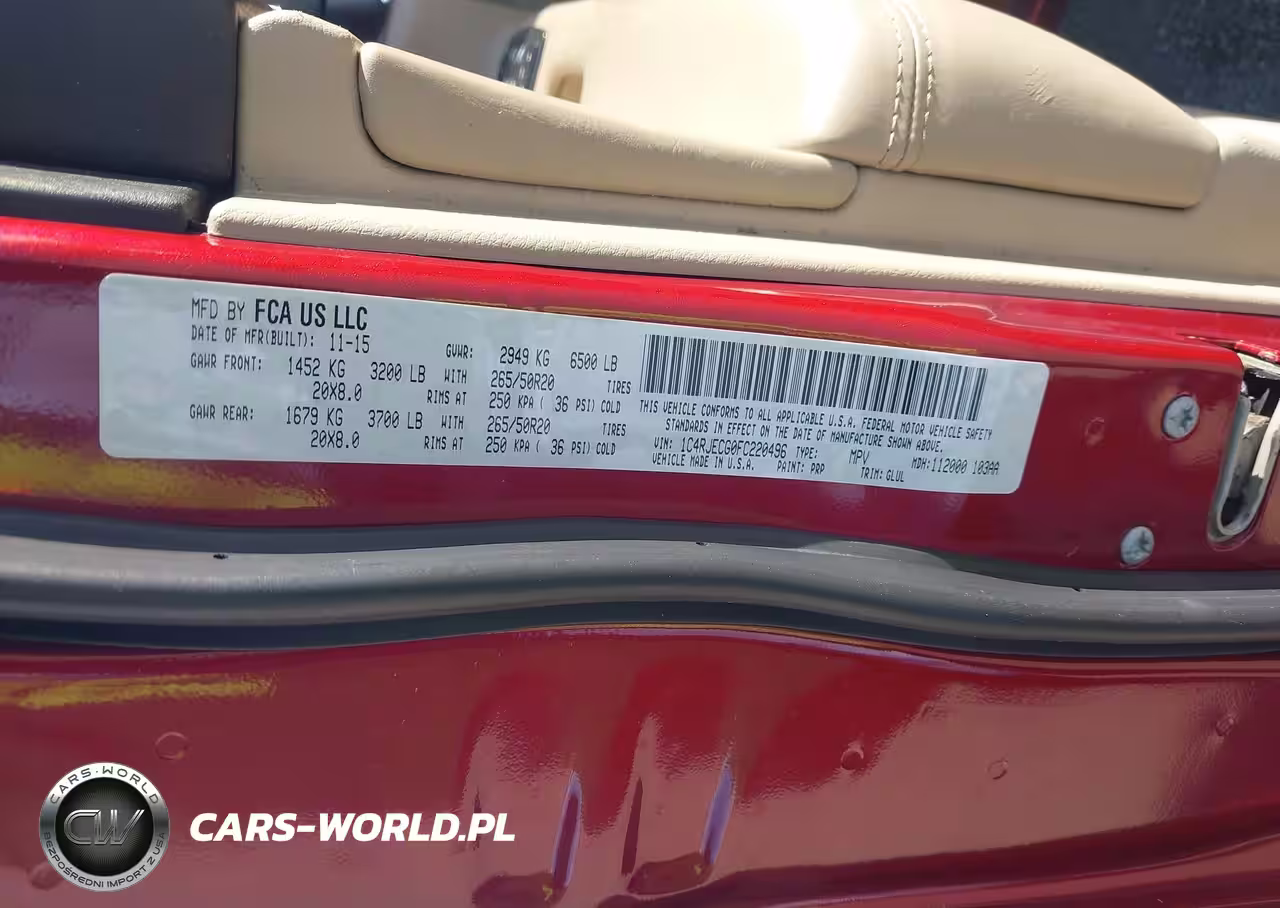 MFD BY FCA US LLC
DATE OF MFR(BUILT): 11-15
GVWR: 2949 KG 6500 LB
GAWR FRONT: 1452 KG 3200 LB WITH 265/50R20 TIRES
20X8.0 RIMS AT 250 KPA ( 36 PSI) COLD
GAWR REAR: 1679 KG 3700 LB WITH 265/50R20 TIRES
20X8.0 RIMS AT 250 KPA ( 36 PSI) COLD
THIS VEHICLE CONFORMS TO ALL APPLICABLE U.S.A. FEDERAL MOTOR VEHICLE SAFETY
STANDARDS IN EFFECT ON THE DATE OF MANUFACTURE SHOWN ABOVE.
VIN: 1C4RJECG0FC220496 TYPE: MPV MDH:112000 103AA
VEHICLE MADE IN U.S.A. PAINT: PRP TRIM: GLUL
CARS-WORLD
CW
BEZPOŚREDNI IMPORT Z USA
CARS-WORLD.PL